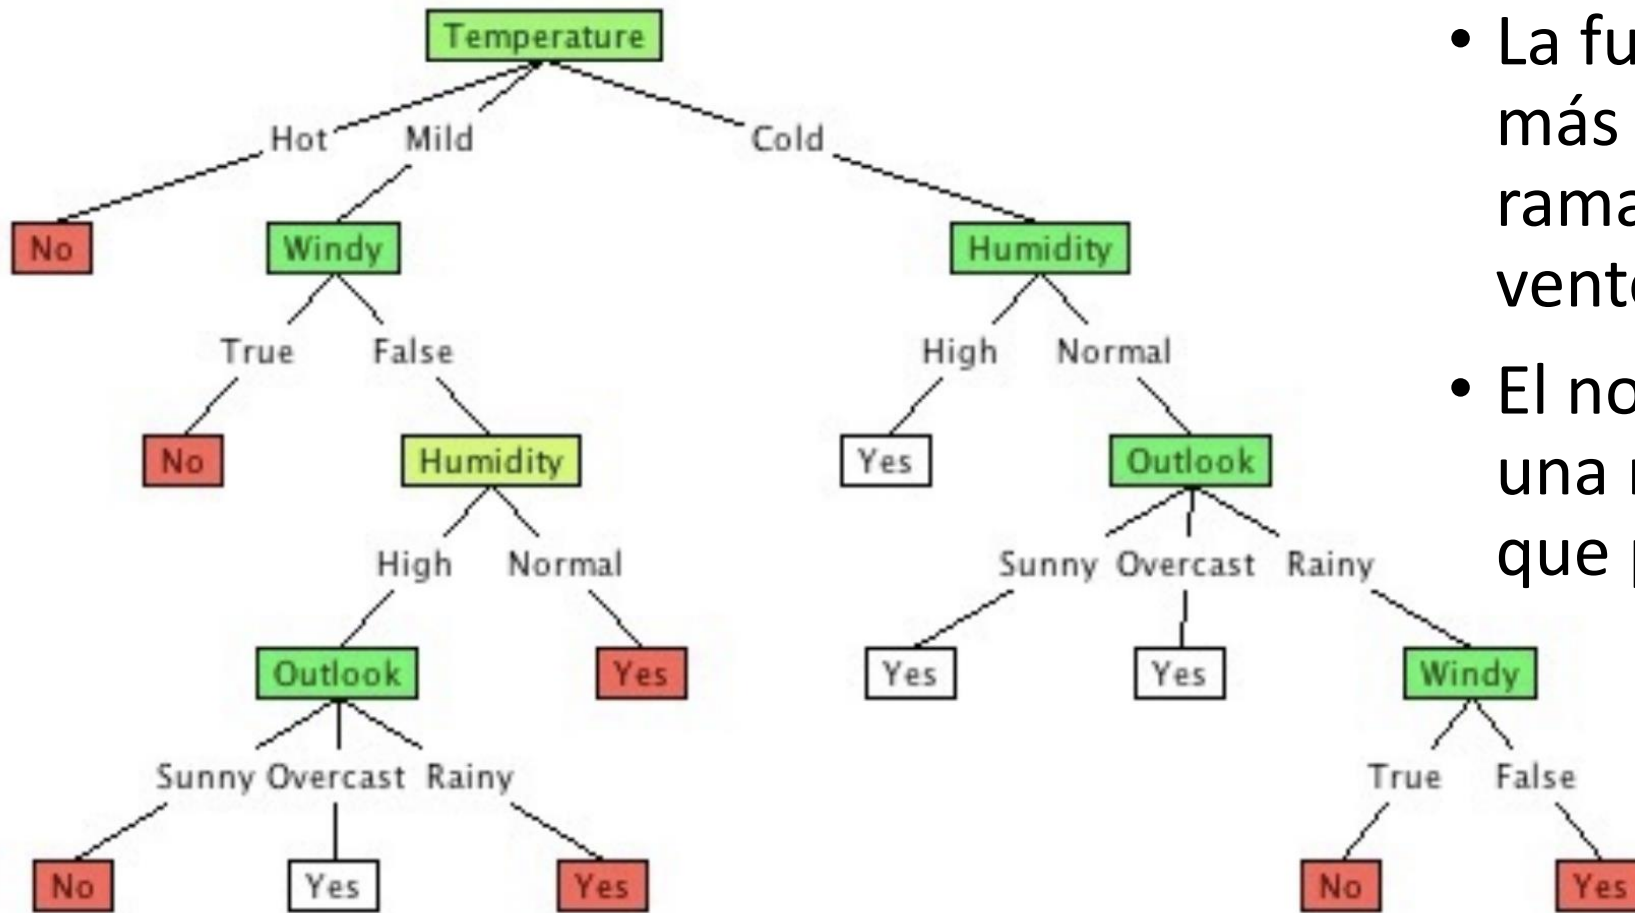 Temperature
Hot Mild Cold
No Windy Humidity
True False High Normal
No Humidity Yes Outlook
High Normal Sunny Overcast Rainy
Outlook Yes Yes Yes Windy
Sunny Overcast Rainy True False
No Yes Yes No Yes
• La fu
más
rama
vent
• El no
una
que